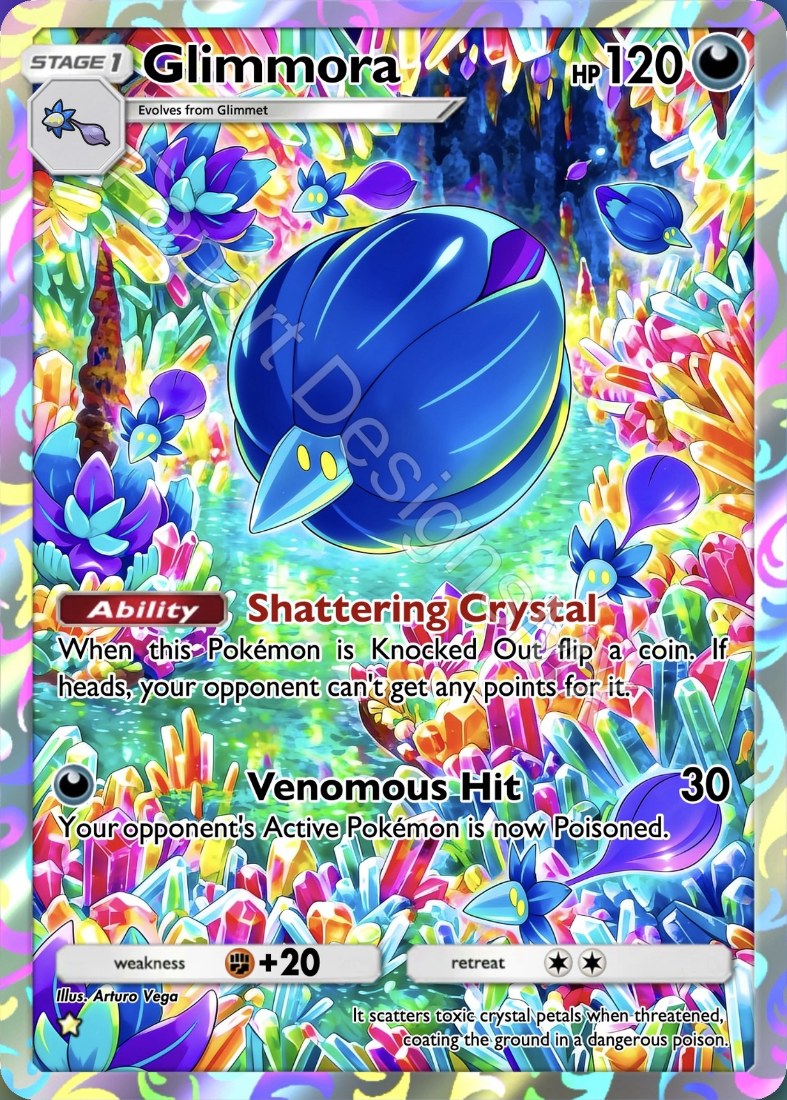 STAGE 1 Glimmora HP 120
Evolves from Glimmet
Ability Shattering Crystal
When this Pokémon is Knocked Out flip a coin. If
heads, your opponent can't get any points for it.
Venomous Hit 30
Your opponent's Active Pokémon is now Poisoned.
weakness +20 retreat
Illus. Arturo Vega
It scatters toxic crystal petals when threatened,
coating the ground in a dangerous poison.